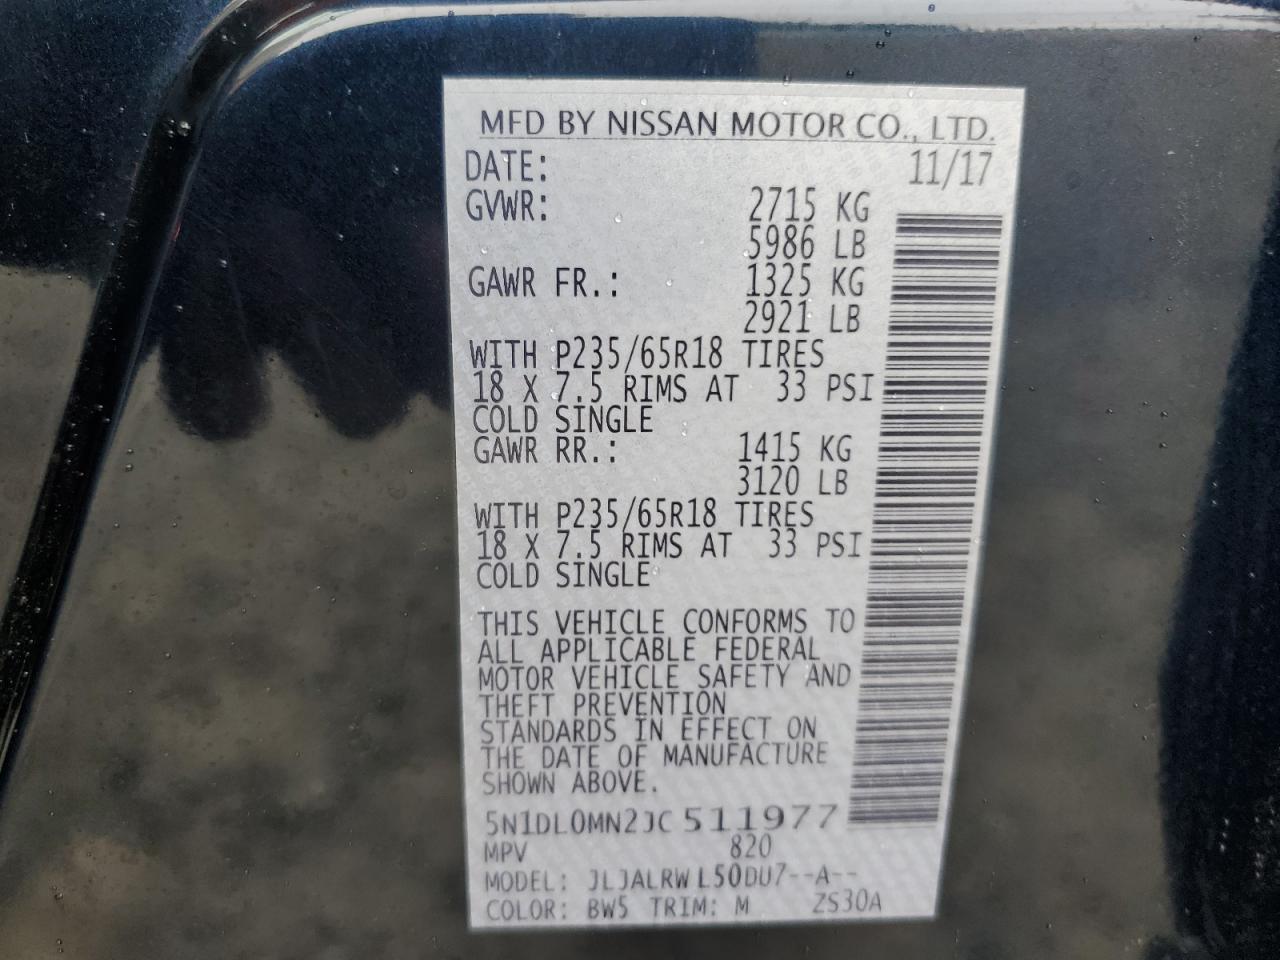 MFD BY NISSAN MOTOR CO., LTD.
DATE: 11/17
GVWR: 2715 KG
5986 LB
GAWR FR.: 1325 KG
2921 LB
WITH P235/65R18 TIRES
18 X 7.5 RIMS AT 33 PSI
COLD SINGLE
GAWR RR.: 1415 KG
3120 LB
WITH P235/65R18 TIRES
18 X 7.5 RIMS AT 33 PSI
COLD SINGLE
THIS VEHICLE CONFORMS TO
ALL APPLICABLE FEDERAL
MOTOR VEHICLE SAFETY AND
THEFT PREVENTION
STANDARDS IN EFFECT ON
THE DATE OF MANUFACTURE
SHOWN ABOVE.
5N1DL0MN2JC 511977
MPV 820
MODEL: JLJALRW L50DU7--A--
COLOR: BW5 TRIM: M ZS30A